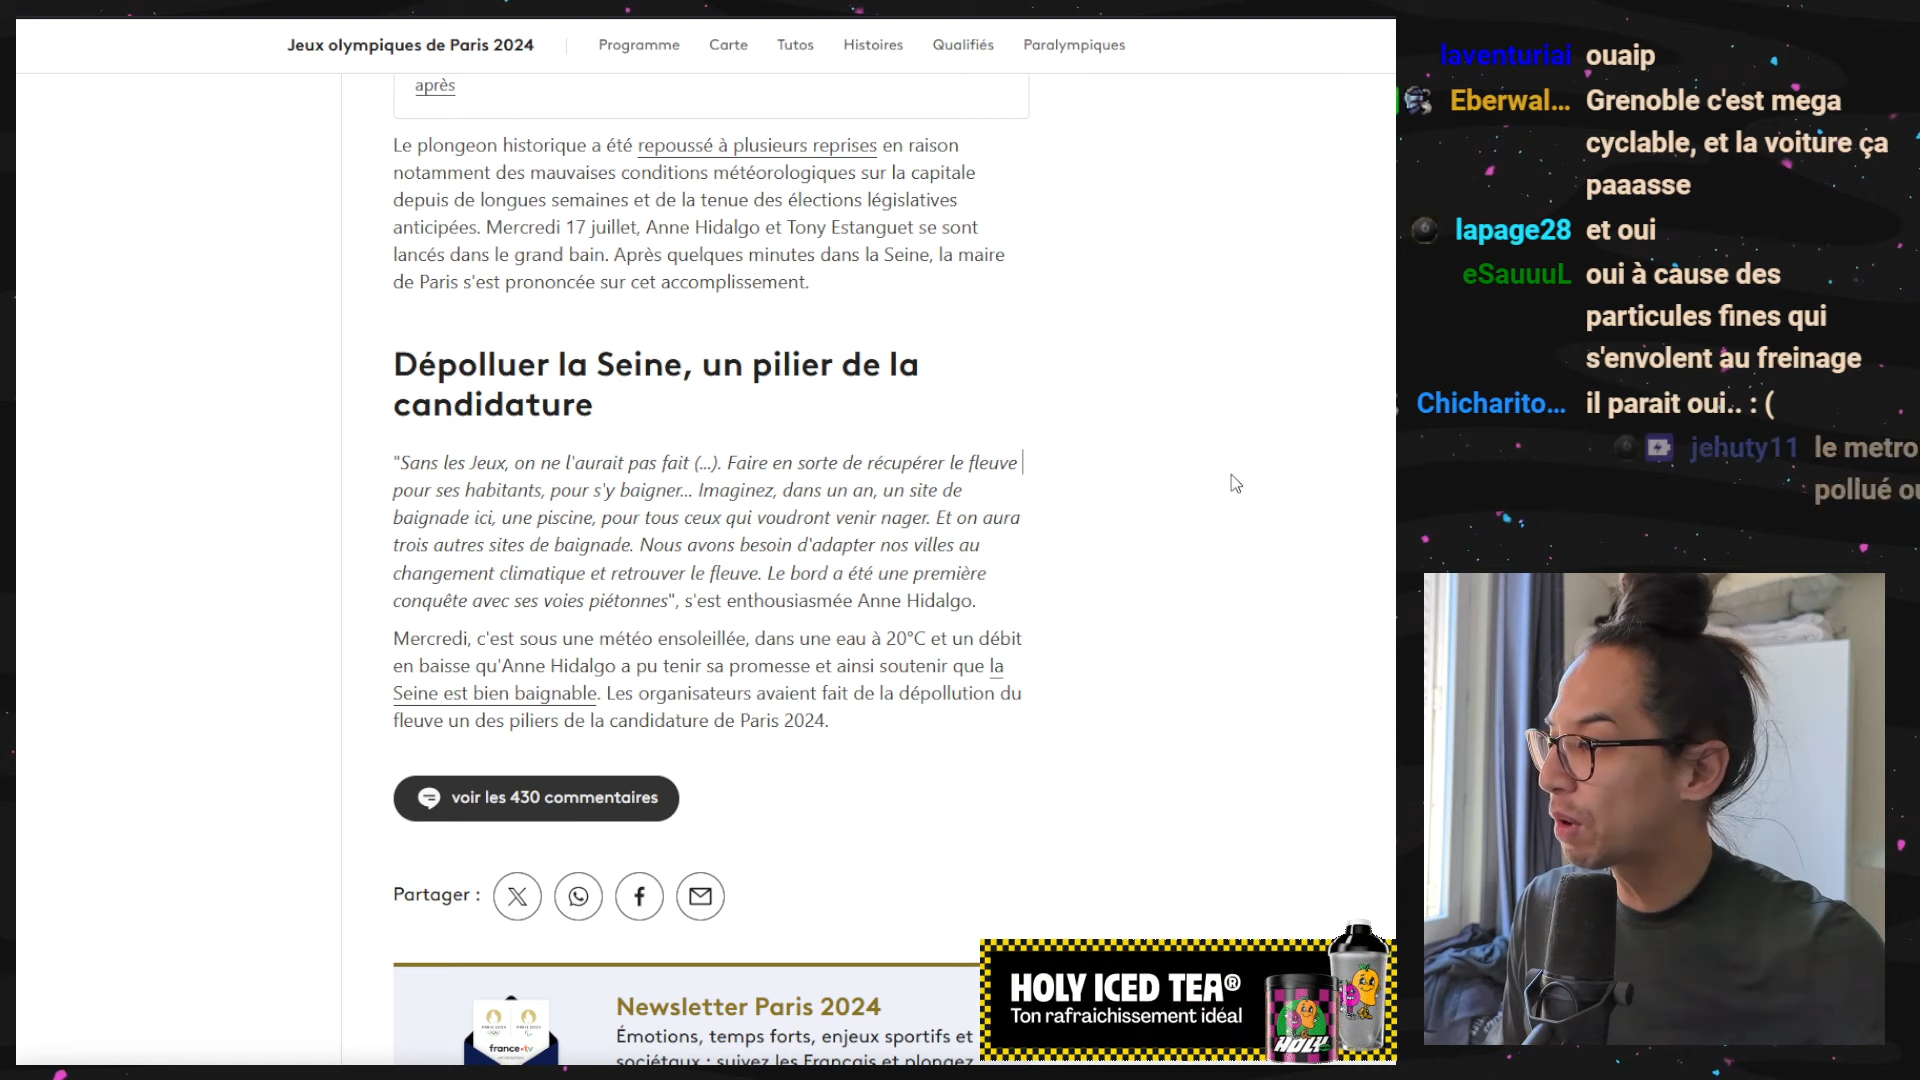 Jeux olympiques de Paris 2024
Programme
Carte
Tutos
Histoires
Qualifiés
Paralympiques
après
Le plongeon historique a été repoussé à plusieurs reprises en raison
notamment des mauvaises conditions météorologiques sur la capitale
depuis de longues semaines et de la tenue des élections législatives
anticipées. Mercredi 17 juillet, Anne Hidalgo et Tony Estanguet se sont
lancés dans le grand bain. Après quelques minutes dans la Seine, la maire
de Paris s'est prononcée sur cet accomplissement.
Dépolluer la Seine, un pilier de la
candidature
"Sans les Jeux, on ne l'aurait pas fait (...). Faire en sorte de récupérer le fleuve
pour ses habitants, pour s'y baigner... Imaginez, dans un an, un site de
baignade ici, une piscine, pour tous ceux qui voudront venir nager. Et on aura
trois autres sites de baignade. Nous avons besoin d'adapter nos villes au
changement climatique et retrouver le fleuve. Le bord a été une première
conquête avec ses voies piétonnes", s'est enthousiasmée Anne Hidalgo.
Mercredi, c'est sous une météo ensoleillée, dans une eau à 20°C et un débit
en baisse qu'Anne Hidalgo a pu tenir sa promesse et ainsi soutenir que la
Seine est bien baignable. Les organisateurs avaient fait de la dépollution du
fleuve un des piliers de la candidature de Paris 2024.
voir les 430 commentaires
Partager :
Newsletter Paris 2024
Émotions, temps forts, enjeux sportifs et
sociétaux : suivez les Français et plongez
france•tv
HOLY ICED TEA®
Ton rafraichissement idéal
HOLY
laventuriai ouaip
Eberwal... Grenoble c'est mega
cyclable, et la voiture ça
paaasse
lapage28 et oui
eSauuuL oui à cause des
particules fines qui
s'envolent au freinage
Chicharito... il parait oui.. : (
jehuty11 le metro
pollué